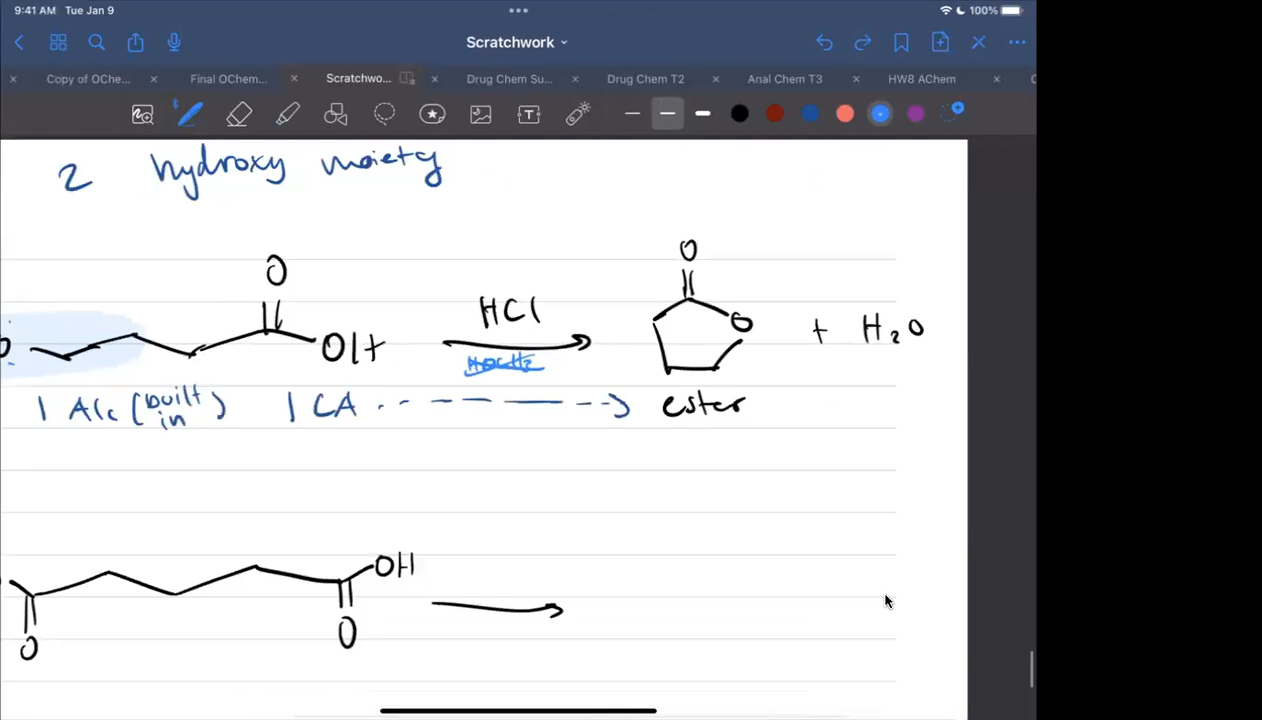 9:41 AM Tue Jan 9
100%
Scratchwork
Copy of OChe...
Final OChem...
Scratchwo...
Drug Chem Su...
Drug Chem T2
Anal Chem T3
HW8 AChem
2 hydroxy moiety
O
O
HCl
OH
O
+ H₂O
1 Alc (built in)
1 CA
ester
OH
O
O